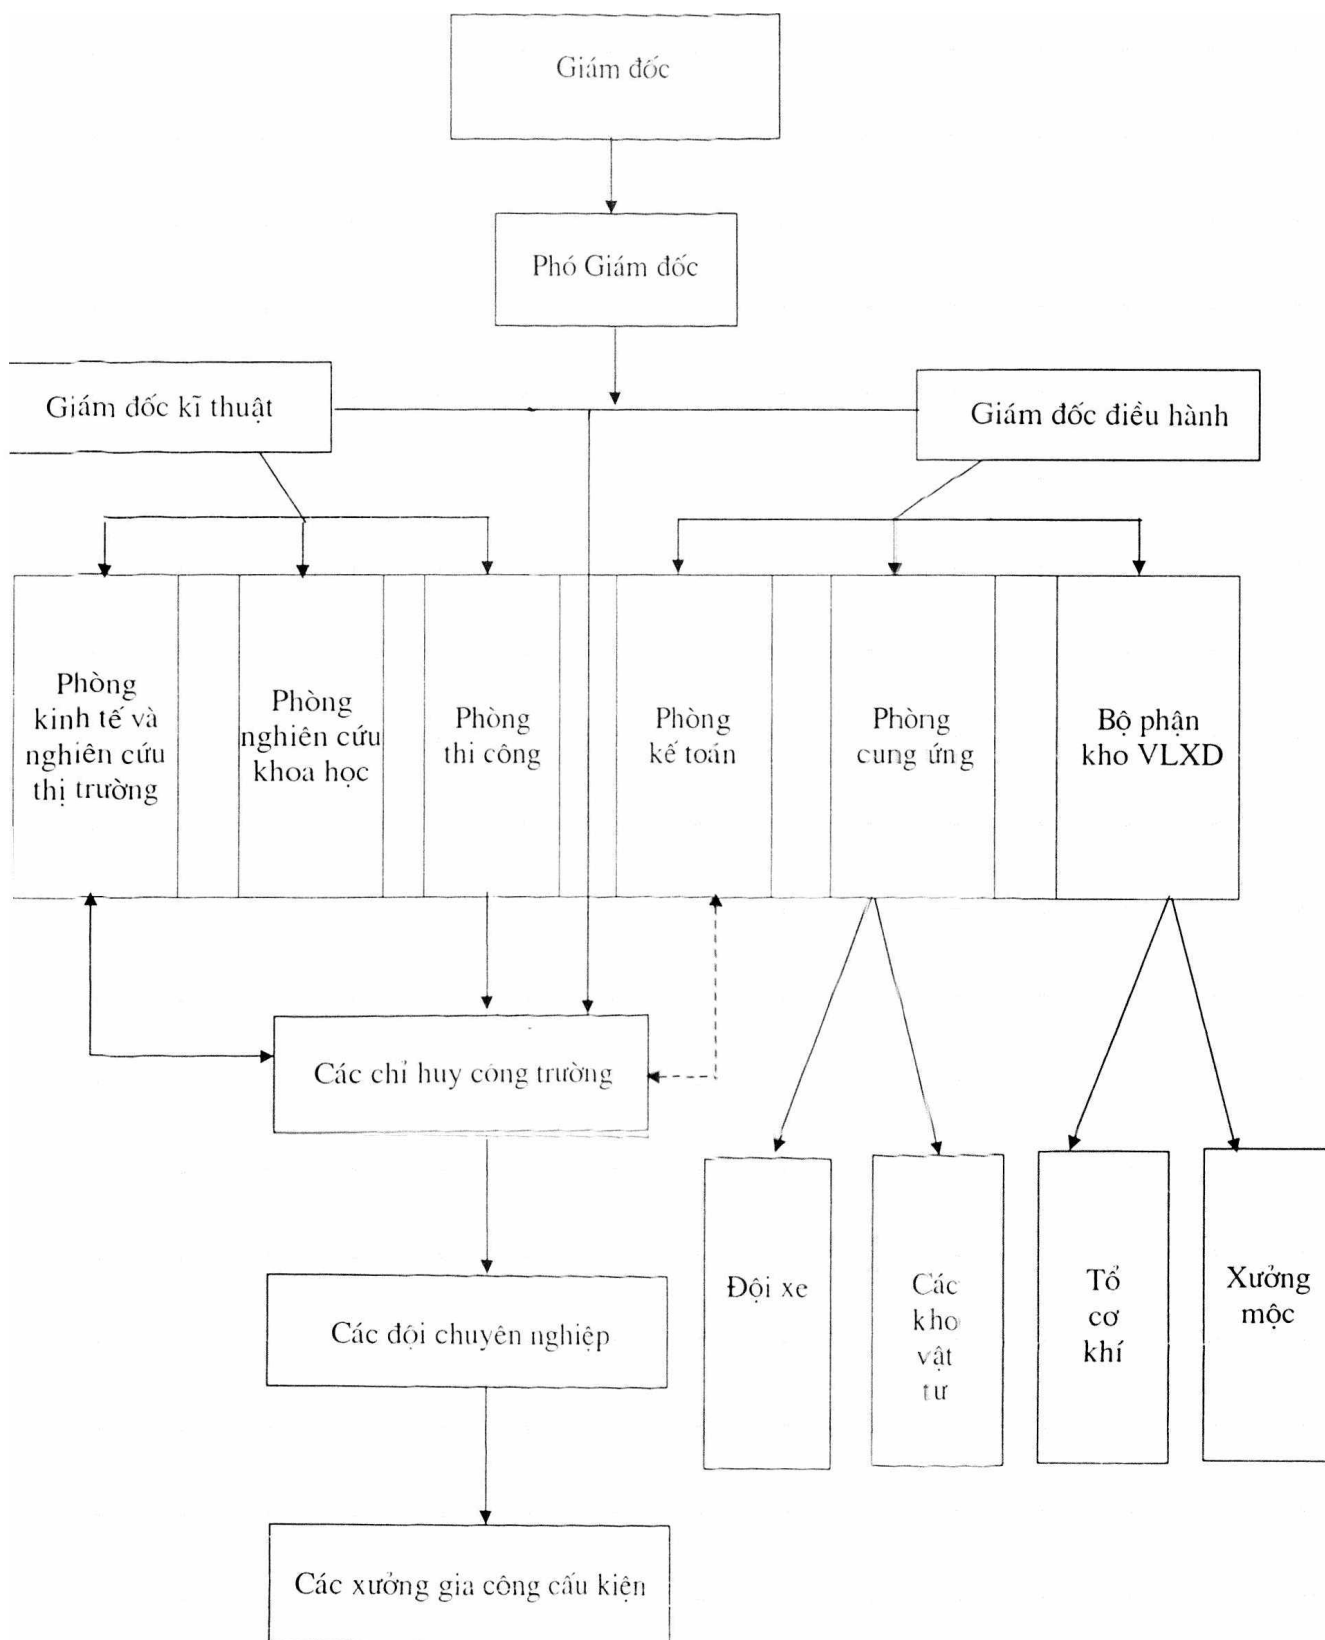 Giám đốc
Phó Giám đốc
Giám đốc kĩ thuật
Giám đốc điều hành
Phòng
kinh tế và
nghiên cứu
thị trường
Phòng
nghiên cứu
khoa học
Phòng
thi công
Phòng
kế toán
Phòng
cung ứng
Bộ phận
kho VLXD
Các chỉ huy công trường
Đội xe
Các
kho
vật
tư
Tổ
cơ
khí
Xưởng
mộc
Các đội chuyên nghiệp
Các xưởng gia công cấu kiện